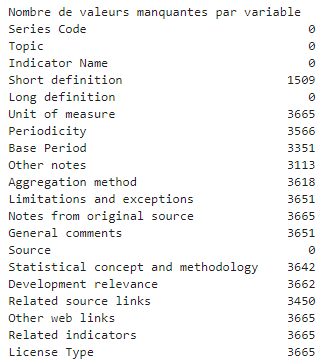 Nombre de valeurs manquantes par variable
Series Code 0
Topic 0
Indicator Name 0
Short definition 1509
Long definition 0
Unit of measure 3665
Periodicity 3566
Base Period 3351
Other notes 3113
Aggregation method 3618
Limitations and exceptions 3651
Notes from original source 3665
General comments 3651
Source 0
Statistical concept and methodology 3642
Development relevance 3662
Related source links 3450
Other web links 3665
Related indicators 3665
License Type 3665